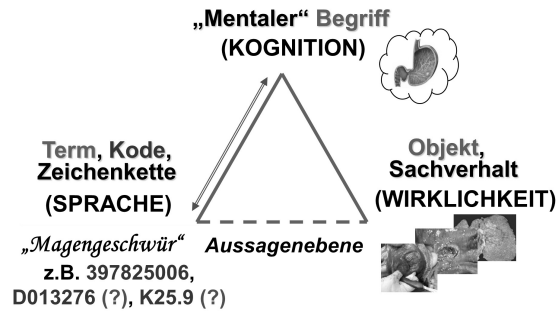 „Mentaler“ Begriff
(KOGNITION)
Term, Kode,
Zeichenkette
(SPRACHE)
Objekt,
Sachverhalt
(WIRKLICHKEIT)
„Magengeschwür“
z.B. 397825006,
D013276 (?), K25.9 (?)
Aussagenebene